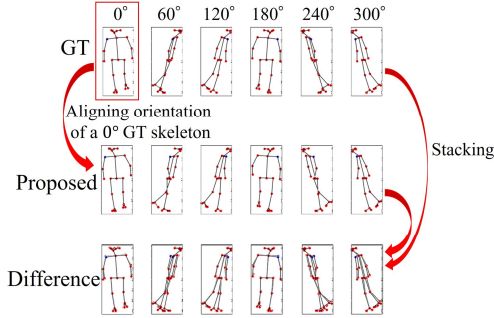 0° 60° 120° 180° 240° 300°
GT
Aligning orientation
of a 0° GT skeleton
Stacking
Proposed
Difference